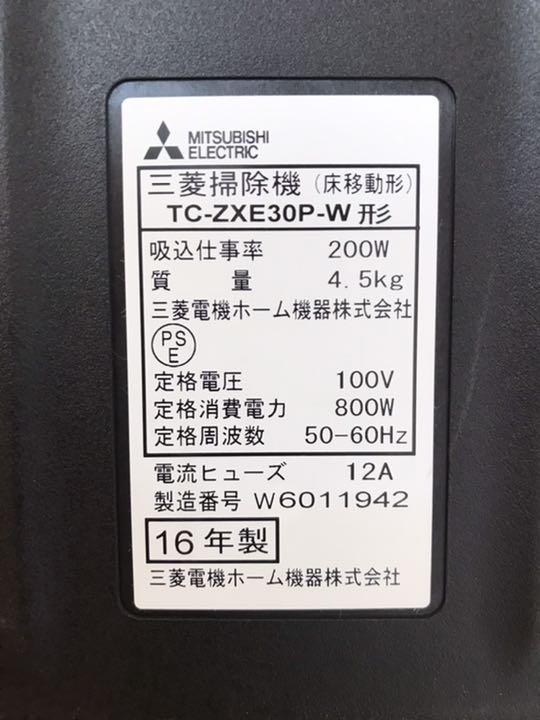 MITSUBISHI
ELECTRIC
三菱掃除機（床移動形）
TC-ZXE30P-W 形
吸込仕事率 200W
質 量 4.5kg
三菱電機ホーム機器株式会社
PS
E
定格電圧 100V
定格消費電力 800W
定格周波数 50-60Hz
電流ヒューズ 12A
製造番号 W6011942
16年製
三菱電機ホーム機器株式会社